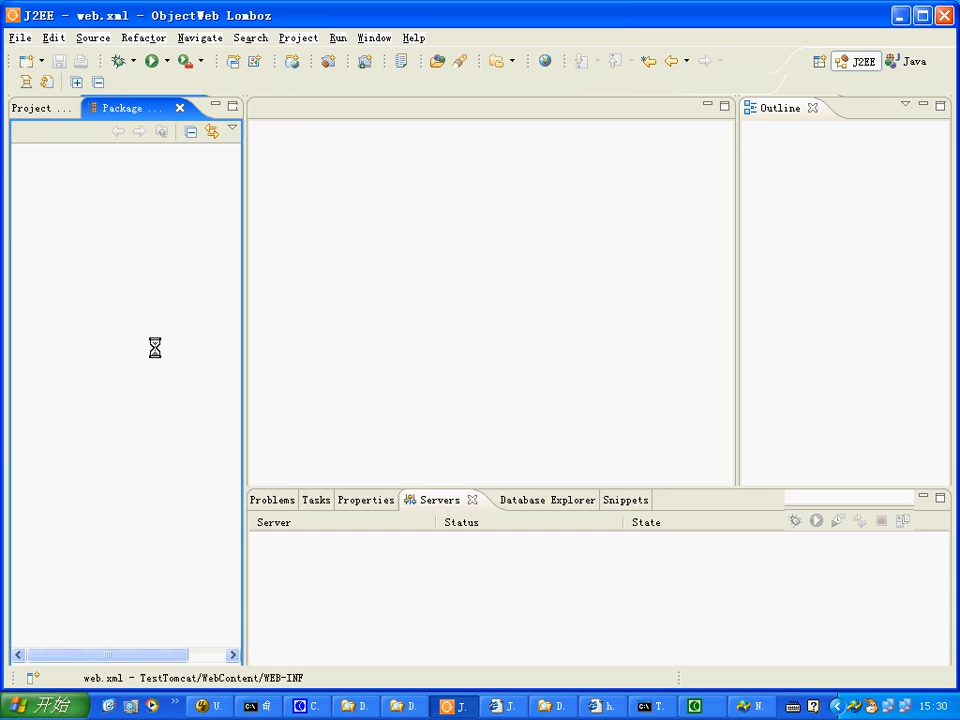 J2EE - web.xml - ObjectWeb Lomboz
File Edit Source Refactor Navigate Search Project Run Window Help
J2EE Java
Project ... Package ... Outline
Problems Tasks Properties Servers Database Explorer Snippets
Server Status State
web.xml - TestTomcat/WebContent/WEB-INF
开始 U. C. D. D. J. J. D. h. T. N. 15:30